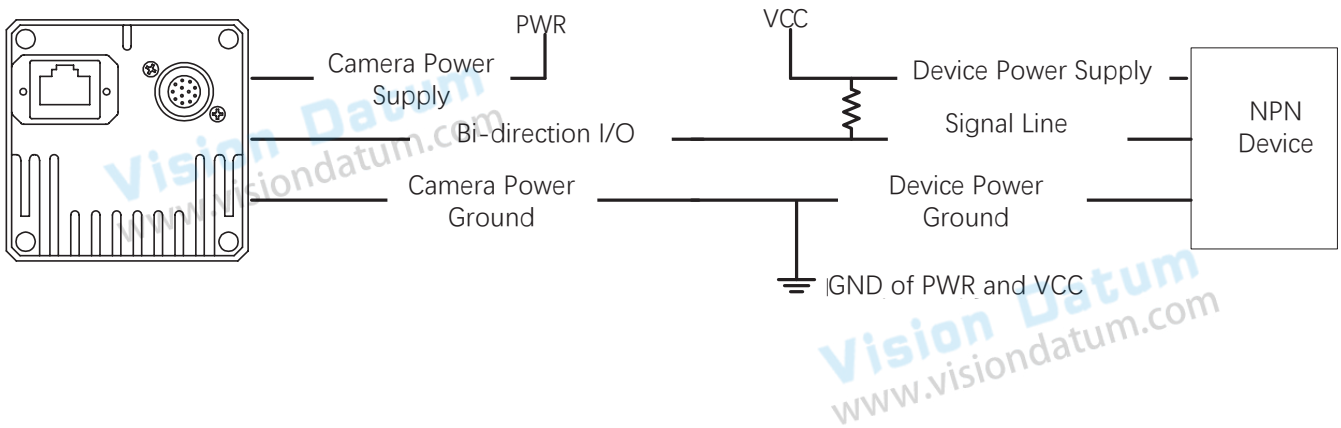 PWR
VCC
Camera Power
Supply
Device Power Supply
Bi-direction I/O
Signal Line
NPN
Device
Camera Power
Ground
Device Power
Ground
GND of PWR and VCC
Vision Datum
www.visiondatum.com
Vision Datum
www.visiondatum.com